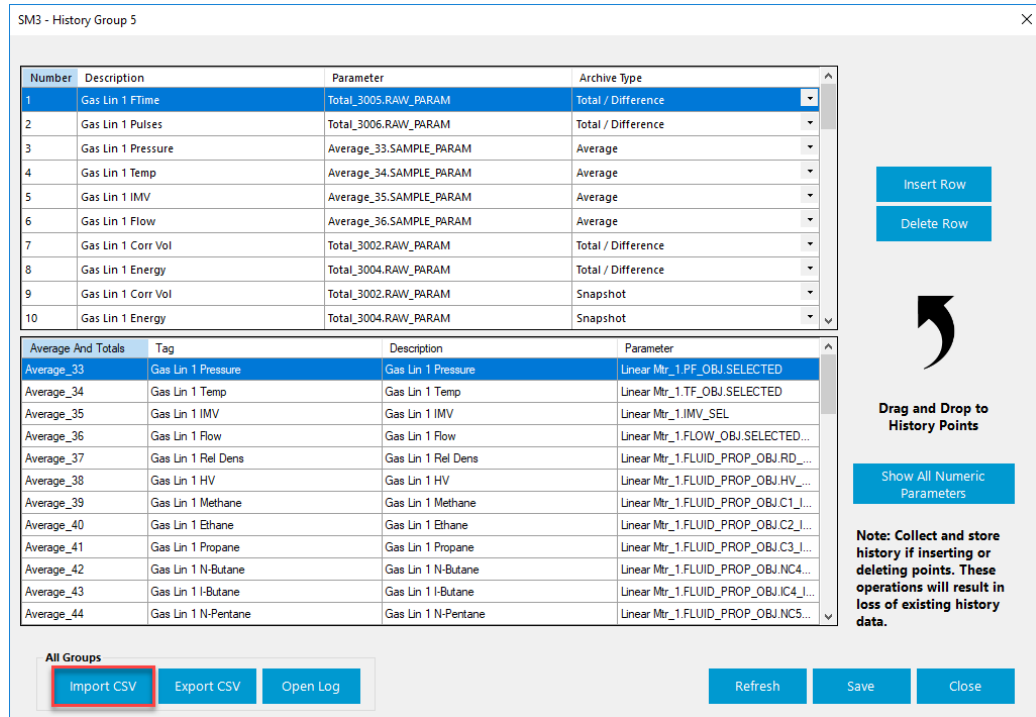 SM3 - History Group 5
Number Description Parameter Archive Type
1 Gas Lin 1 FTime Total_3005.RAW_PARAM Total / Difference
2 Gas Lin 1 Pulses Total_3006.RAW_PARAM Total / Difference
3 Gas Lin 1 Pressure Average_33.SAMPLE_PARAM Average
4 Gas Lin 1 Temp Average_34.SAMPLE_PARAM Average
5 Gas Lin 1 IMV Average_35.SAMPLE_PARAM Average
6 Gas Lin 1 Flow Average_36.SAMPLE_PARAM Average
7 Gas Lin 1 Corr Vol Total_3002.RAW_PARAM Total / Difference
8 Gas Lin 1 Energy Total_3004.RAW_PARAM Total / Difference
9 Gas Lin 1 Corr Vol Total_3002.RAW_PARAM Snapshot
10 Gas Lin 1 Energy Total_3004.RAW_PARAM Snapshot
Insert Row
Delete Row
Average And Totals Tag Description Parameter
Average_33 Gas Lin 1 Pressure Gas Lin 1 Pressure Linear Mtr_1.PF_OBJ.SELECTED
Average_34 Gas Lin 1 Temp Gas Lin 1 Temp Linear Mtr_1.TF_OBJ.SELECTED
Average_35 Gas Lin 1 IMV Gas Lin 1 IMV Linear Mtr_1.IMV_SEL
Average_36 Gas Lin 1 Flow Gas Lin 1 Flow Linear Mtr_1.FLOW_OBJ.SELECTED...
Average_37 Gas Lin 1 Rel Dens Gas Lin 1 Rel Dens Linear Mtr_1.FLUID_PROP_OBJ.RD_...
Average_38 Gas Lin 1 HV Gas Lin 1 HV Linear Mtr_1.FLUID_PROP_OBJ.HV_...
Average_39 Gas Lin 1 Methane Gas Lin 1 Methane Linear Mtr_1.FLUID_PROP_OBJ.C1_I...
Average_40 Gas Lin 1 Ethane Gas Lin 1 Ethane Linear Mtr_1.FLUID_PROP_OBJ.C2_I...
Average_41 Gas Lin 1 Propane Gas Lin 1 Propane Linear Mtr_1.FLUID_PROP_OBJ.C3_I...
Average_42 Gas Lin 1 N-Butane Gas Lin 1 N-Butane Linear Mtr_1.FLUID_PROP_OBJ.NC4...
Average_43 Gas Lin 1 I-Butane Gas Lin 1 I-Butane Linear Mtr_1.FLUID_PROP_OBJ.IC4_I...
Average_44 Gas Lin 1 N-Pentane Gas Lin 1 N-Pentane Linear Mtr_1.FLUID_PROP_OBJ.NC5...
Drag and Drop to
History Points
Show All Numeric
Parameters
Note: Collect and store
history if inserting or
deleting points. These
operations will result in
loss of existing history
data.
All Groups
Import CSV Export CSV Open Log Refresh Save Close